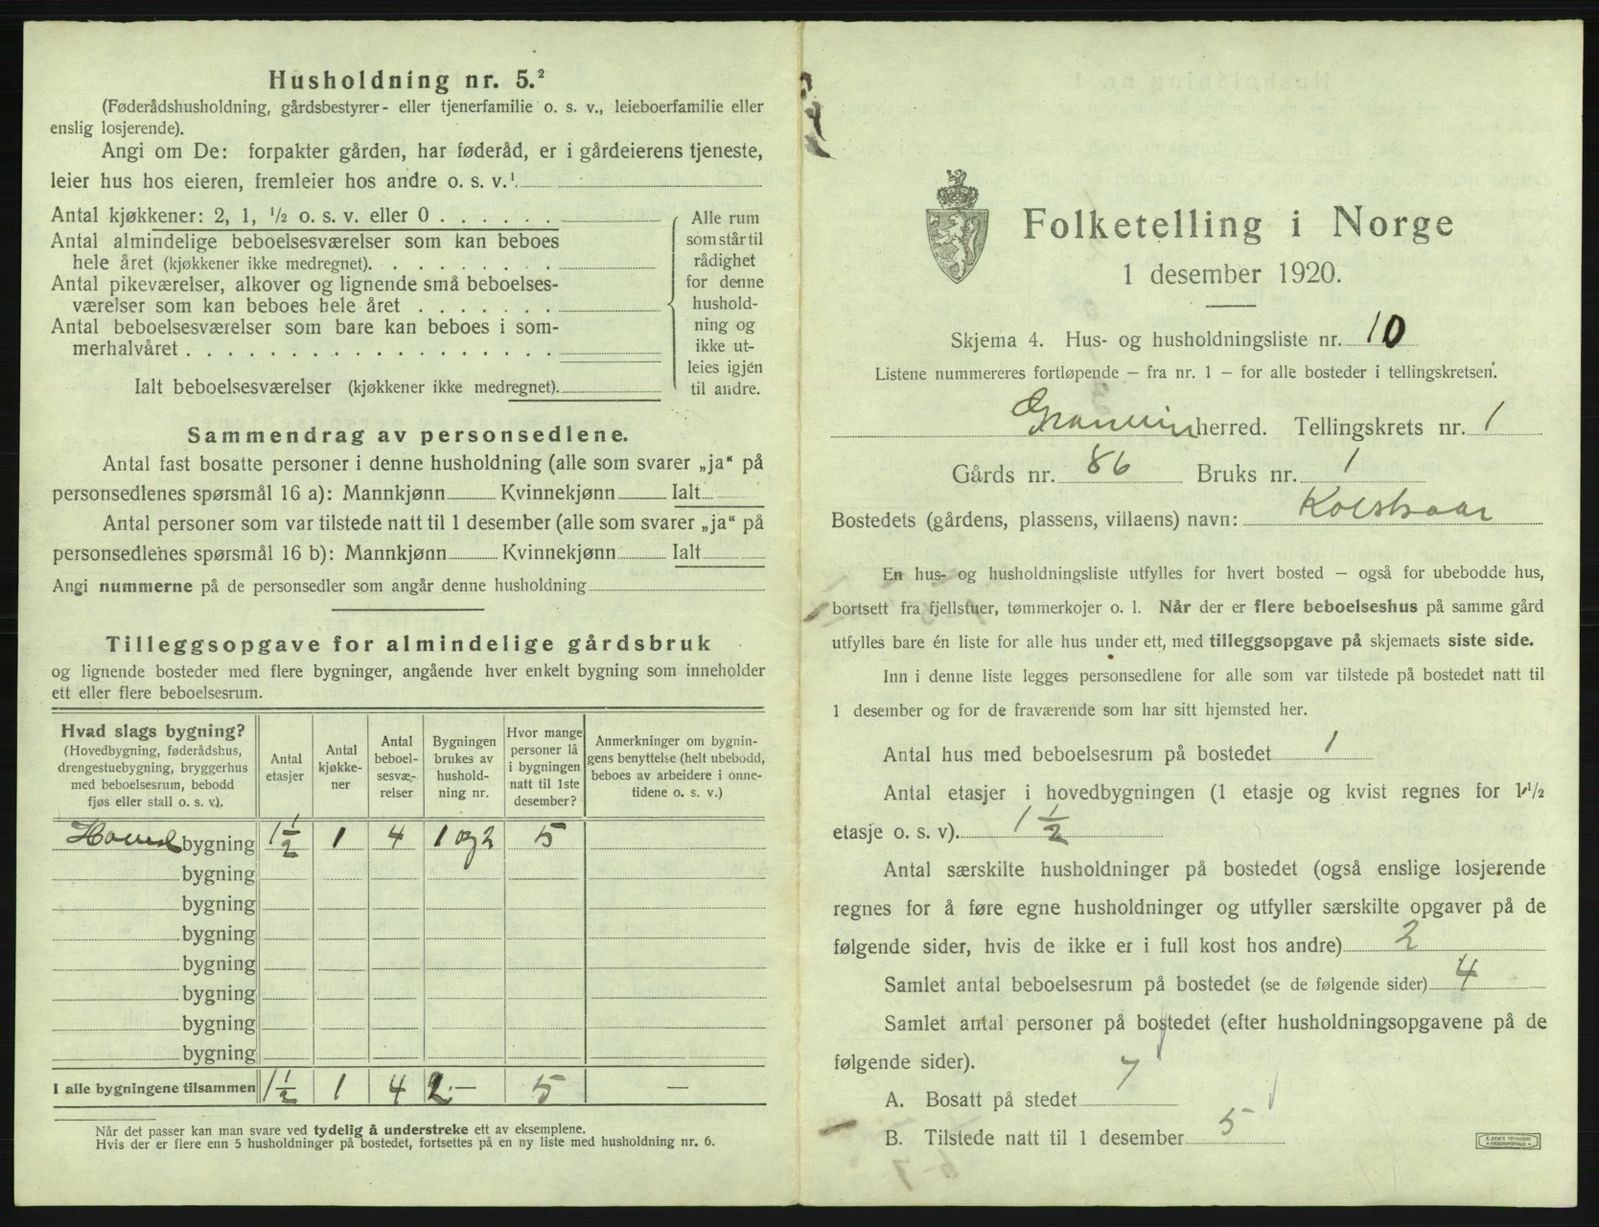 Husholdning nr. 5.²
(Føderådshusholdning, gårdsbestyrer- eller tjenerfamilie o. s. v., leieboerfamilie eller
enslig losjerende).
Angi om De: forpakter gården, har føderåd, er i gårdeierens tjeneste,
leier hus hos eieren, fremleier hos andre o. s. v.¹
Antal kjøkkener: 2, 1, ½ o. s. v. eller 0
Antal almindelige beboelsesværelser som kan beboes
hele året (kjøkkener ikke medregnet).
Antal pikeværelser, alkover og lignende små beboelses-
værelser som kan beboes hele året
Antal beboelsesværelser som bare kan beboes i som-
merhalvåret
Ialt beboelsesværelser (kjøkkener ikke medregnet).
Alle rum
som står til
rådighet
for denne
hushold-
ning og
ikke ut-
leies igjen
til andre.
Sammendrag av personsedlene.
Antal fast bosatte personer i denne husholdning (alle som svarer „ja“ på
personsedlenes spørsmål 16 a): Mannkjønn Kvinnekjønn Ialt
Antal personer som var tilstede natt til 1 desember (alle som svarer „ja“ på
personsedlenes spørsmål 16 b): Mannkjønn Kvinnekjønn Ialt
Angi nummerne på de personsedler som angår denne husholdning
Tilleggsopgave for almindelige gårdsbruk
og lignende bosteder med flere bygninger, angående hver enkelt bygning som inneholder
ett eller flere beboelsesrum.
Hvad slags bygning?
(Hovedbygning, føderådshus,
drengestuebygning, bryggerhus
med beboelsesrum, bebodd
fjøs eller stall o. s. v.).
Antal
etasjer
Antal
kjøkke-
ner
Antal
beboel-
sesvæ-
relser
Bygningen
brukes av
hushold-
ning nr.
Hvor mange
personer lå
i bygningen
natt til 1ste
desember?
Anmerkninger om bygnin-
gens benyttelse (helt ubebodd,
beboes av arbeidere i onne-
tidene o. s. v.)
Hoved bygning 1½ 1 4 1 og 2 5
bygning
bygning
bygning
bygning
bygning
bygning
bygning
I alle bygningene tilsammen 1½ 1 4 2.— 5 —
Når det passer kan man svare ved tydelig å understreke ett av eksemplene.
Hvis der er flere enn 5 husholdninger på bostedet, fortsettes på en ny liste med husholdning nr. 6.
Folketelling i Norge
1 desember 1920.
Skjema 4. Hus- og husholdningsliste nr. 10
Listene nummereres fortløpende – fra nr. 1 – for alle bosteder i tellingskretsen.
Granvin herred. Tellingskrets nr. 1
Gårds nr. 86 Bruks nr. 1
Bostedets (gårdens, plassens, villaens) navn: Kolskaar
En hus- og husholdningsliste utfylles for hvert bosted – også for ubebodde hus,
bortsett fra fjellstuer, tømmerkojer o. l. Når der er flere beboelseshus på samme gård
utfylles bare én liste for alle hus under ett, med tilleggsopgave på skjemaets siste side.
Inn i denne liste legges personsedlene for alle som var tilstede på bostedet natt til
1 desember og for de fraværende som har sitt hjemsted her.
Antal hus med beboelsesrum på bostedet 1
Antal etasjer i hovedbygningen (1 etasje og kvist regnes for 1½
etasje o. s. v). 1½
Antal særskilte husholdninger på bostedet (også enslige losjerende
regnes for å føre egne husholdninger og utfyller særskilte opgaver på de
følgende sider, hvis de ikke er i full kost hos andre) 2
Samlet antal beboelsesrum på bostedet (se de følgende sider) 4
Samlet antal personer på bostedet (efter husholdningsopgavene på de
følgende sider).
A. Bosatt på stedet 7
B. Tilstede natt til 1 desember 5